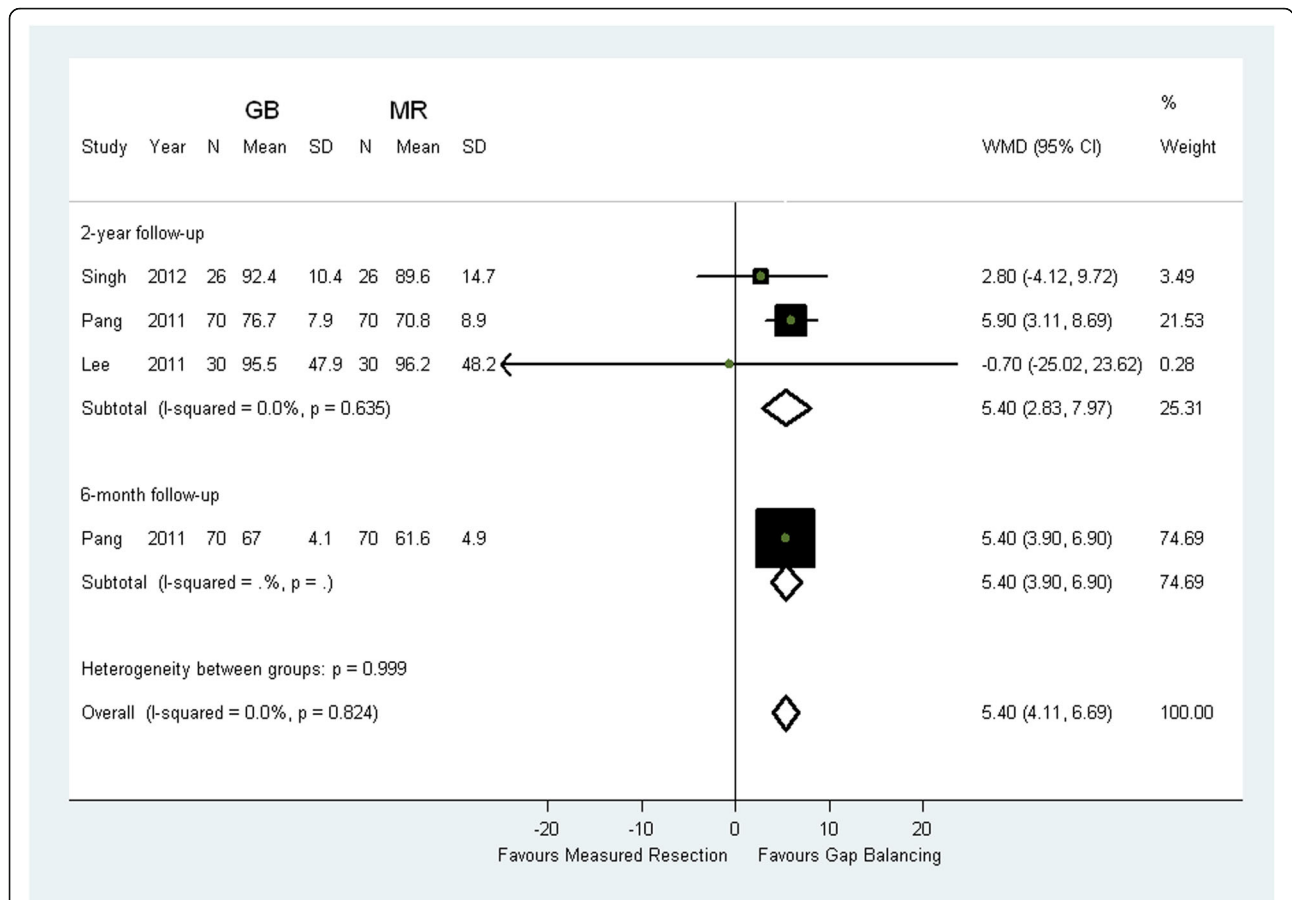 GB MR %
Study Year N Mean SD N Mean SD WMD (95% CI) Weight
2-year follow-up
Singh 2012 26 92.4 10.4 26 89.6 14.7 2.80 (-4.12, 9.72) 3.49
Pang 2011 70 76.7 7.9 70 70.8 8.9 5.90 (3.11, 8.69) 21.53
Lee 2011 30 95.5 47.9 30 96.2 48.2 -0.70 (-25.02, 23.62) 0.28
Subtotal (I-squared = 0.0%, p = 0.635) 5.40 (2.83, 7.97) 25.31
6-month follow-up
Pang 2011 70 67 4.1 70 61.6 4.9 5.40 (3.90, 6.90) 74.69
Subtotal (I-squared = .%, p = .) 5.40 (3.90, 6.90) 74.69
Heterogeneity between groups: p = 0.999
Overall (I-squared = 0.0%, p = 0.824) 5.40 (4.11, 6.69) 100.00
-20 -10 0 10 20
Favours Measured Resection Favours Gap Balancing